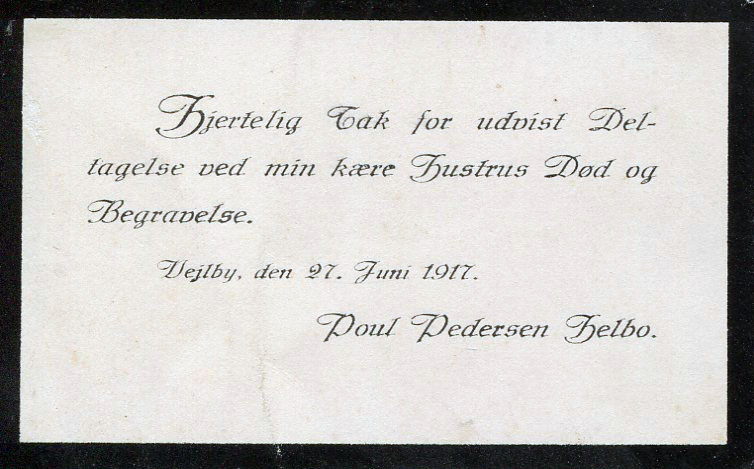 Hjertelig Tak for udvist Del-
tagelse ved min kære Hustrus Død og
Begravelse.
Vejlby, den 27. Juni 1917.
Poul Pedersen Helbo.